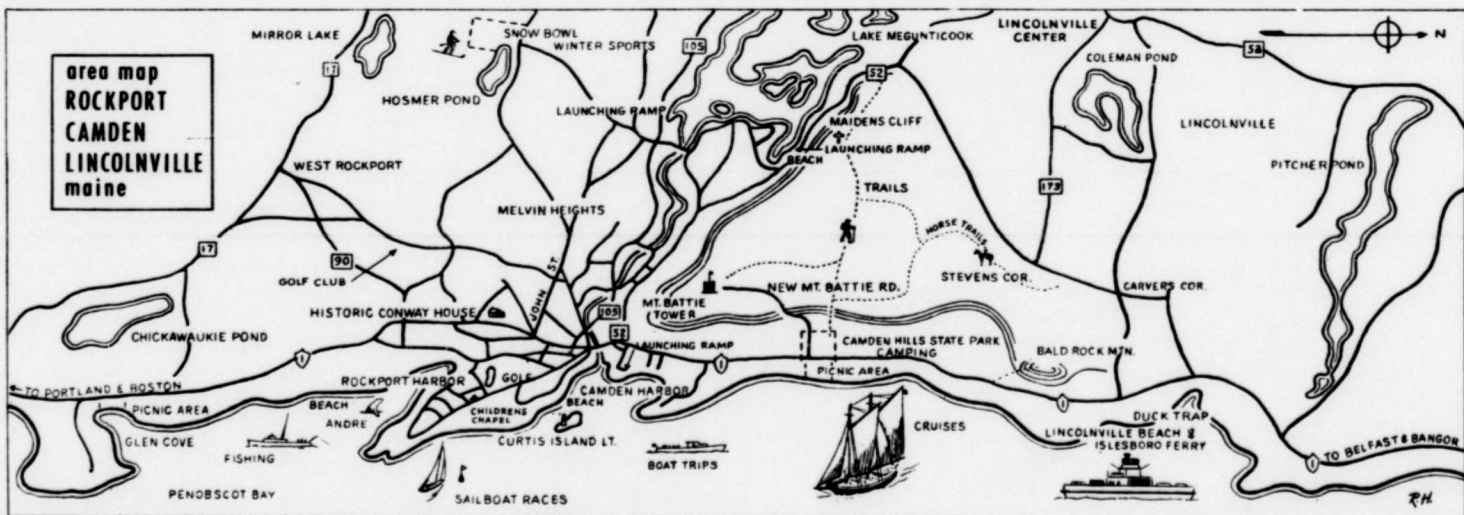 area map
ROCKPORT
CAMDEN
LINCOLNVILLE
maine
MIRROR LAKE
17
SNOW BOWL
WINTER SPORTS
HOSMER POND
105
LAUNCHING RAMP
LAKE MEGUNTICOOK
52
LINCOLNVILLE
CENTER
COLEMAN POND
52
N
MAIDENS CLIFF
LAUNCHING RAMP
BEACH
LINCOLNVILLE
PITCHER POND
WEST ROCKPORT
TRAILS
173
MELVIN HEIGHTS
HORSE TRAILS
STEVENS COR.
17
90
GOLF CLUB
JOHN ST.
MT. BATTIE
TOWER
NEW MT. BATTIE RD.
CARVERS COR.
HISTORIC CONWAY HOUSE
105
52
CHICKAWAUKIE POND
1
LAUNCHING RAMP
1
CAMDEN HILLS STATE PARK
CAMPING
BALD ROCK MTN.
PICNIC AREA
TO PORTLAND & BOSTON
ROCKPORT HARBOR
GOLF
CAMDEN HARBOR
BEACH
1
PICNIC AREA
BEACH
ANDRE
CHILDRENS
CHAPEL
DUCK TRAP
GLEN COVE
FISHING
CURTIS ISLAND LT.
BOAT TRIPS
CRUISES
LINCOLNVILLE BEACH &
ISLESBORO FERRY
1
TO BELFAST & BANGOR
PENOBSCOT BAY
SAILBOAT RACES
R.H.